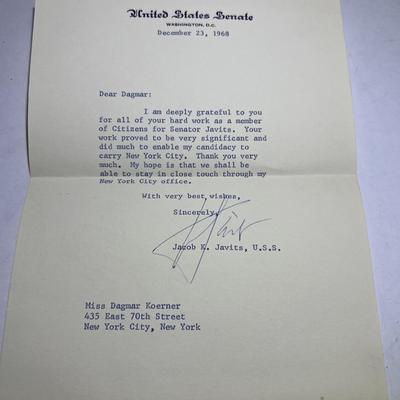 United States Senate
WASHINGTON, D.C.
December 23, 1968
Dear Dagmar:
I am deeply grateful to you
for all of your hard work as a member
of Citizens for Senator Javits. Your
work proved to be very significant and
did much to enable my candidacy to
carry New York City. Thank you very
much. My hope is that we shall be
able to stay in close touch through my
New York City office.
With very best wishes,
Sincerely,
Jacob K. Javits, U.S.S.
Miss Dagmar Koerner
435 East 70th Street
New York City, New York